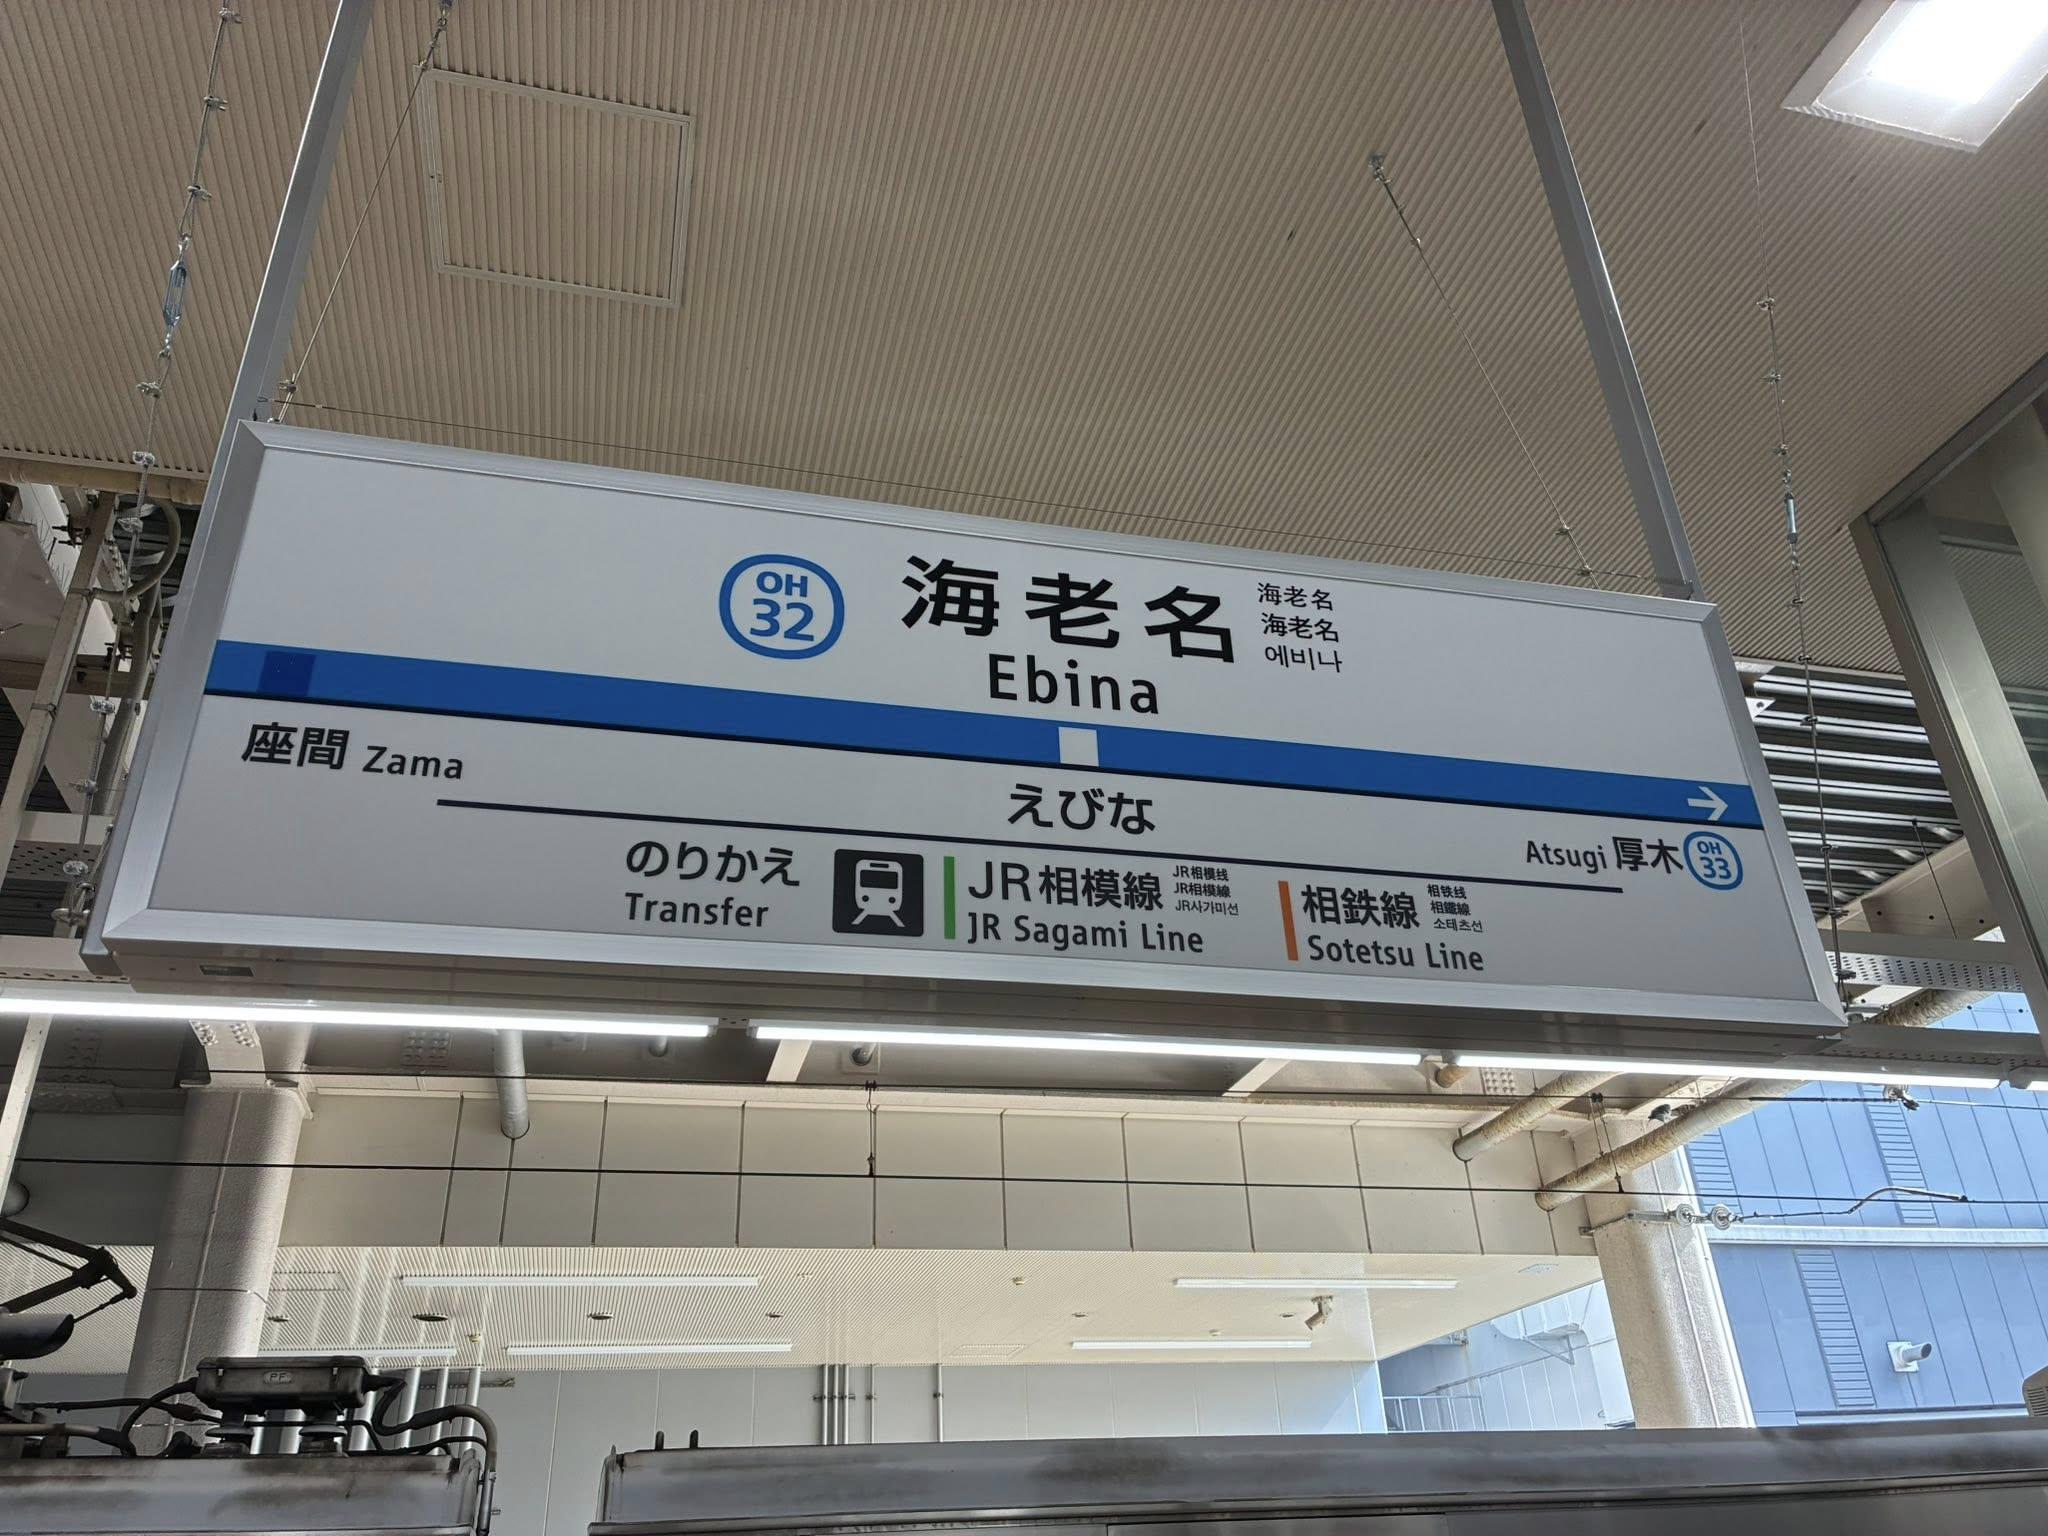 OH
32
海老名
海老名
海老名
에비나
Ebina
座間 Zama
えびな
Atsugi 厚木
OH
33
のりかえ
Transfer
JR相模線
JR相模线
JR相模線
JR사가미선
JR Sagami Line
相鉄線
相铁线
相鐵線
소테츠선
Sotetsu Line
PF